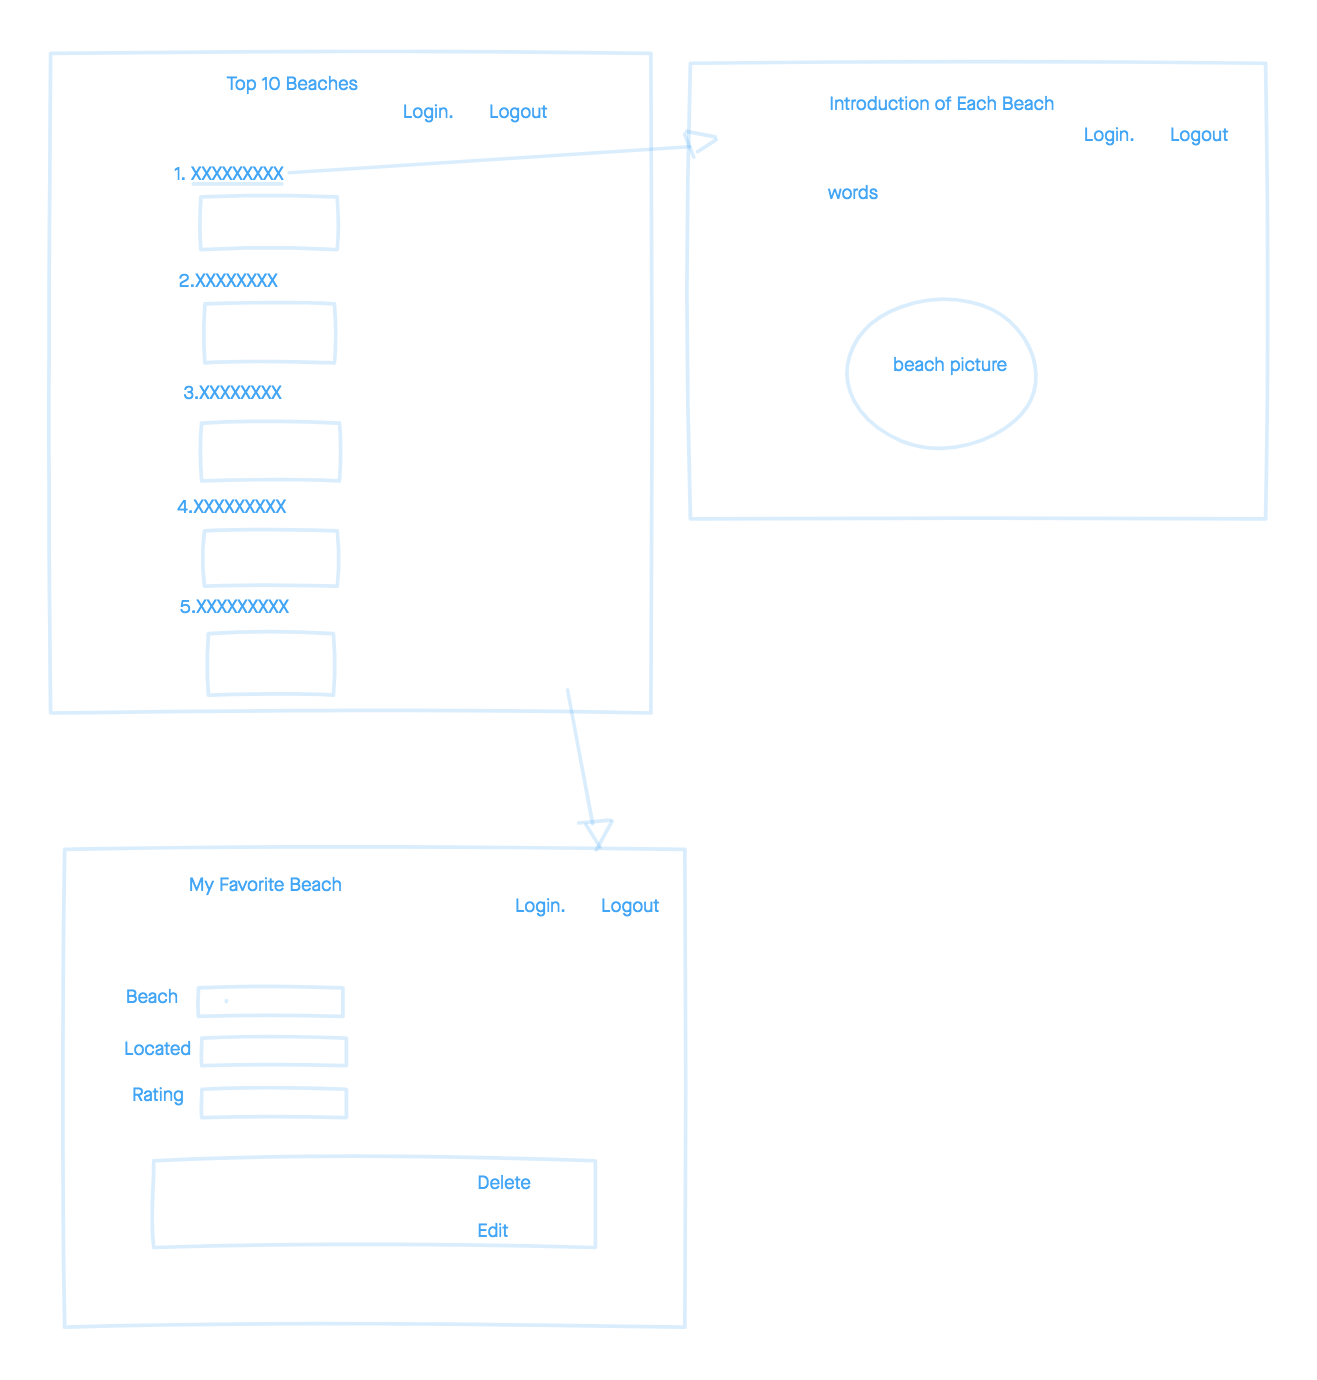 Top 10 Beaches
Login. Logout
1. XXXXXXXXX
2.XXXXXXXX
3.XXXXXXXX
4.XXXXXXXXX
5.XXXXXXXXX
Introduction of Each Beach
Login. Logout
words
beach picture
My Favorite Beach
Login. Logout
Beach
Located
Rating
Delete
Edit